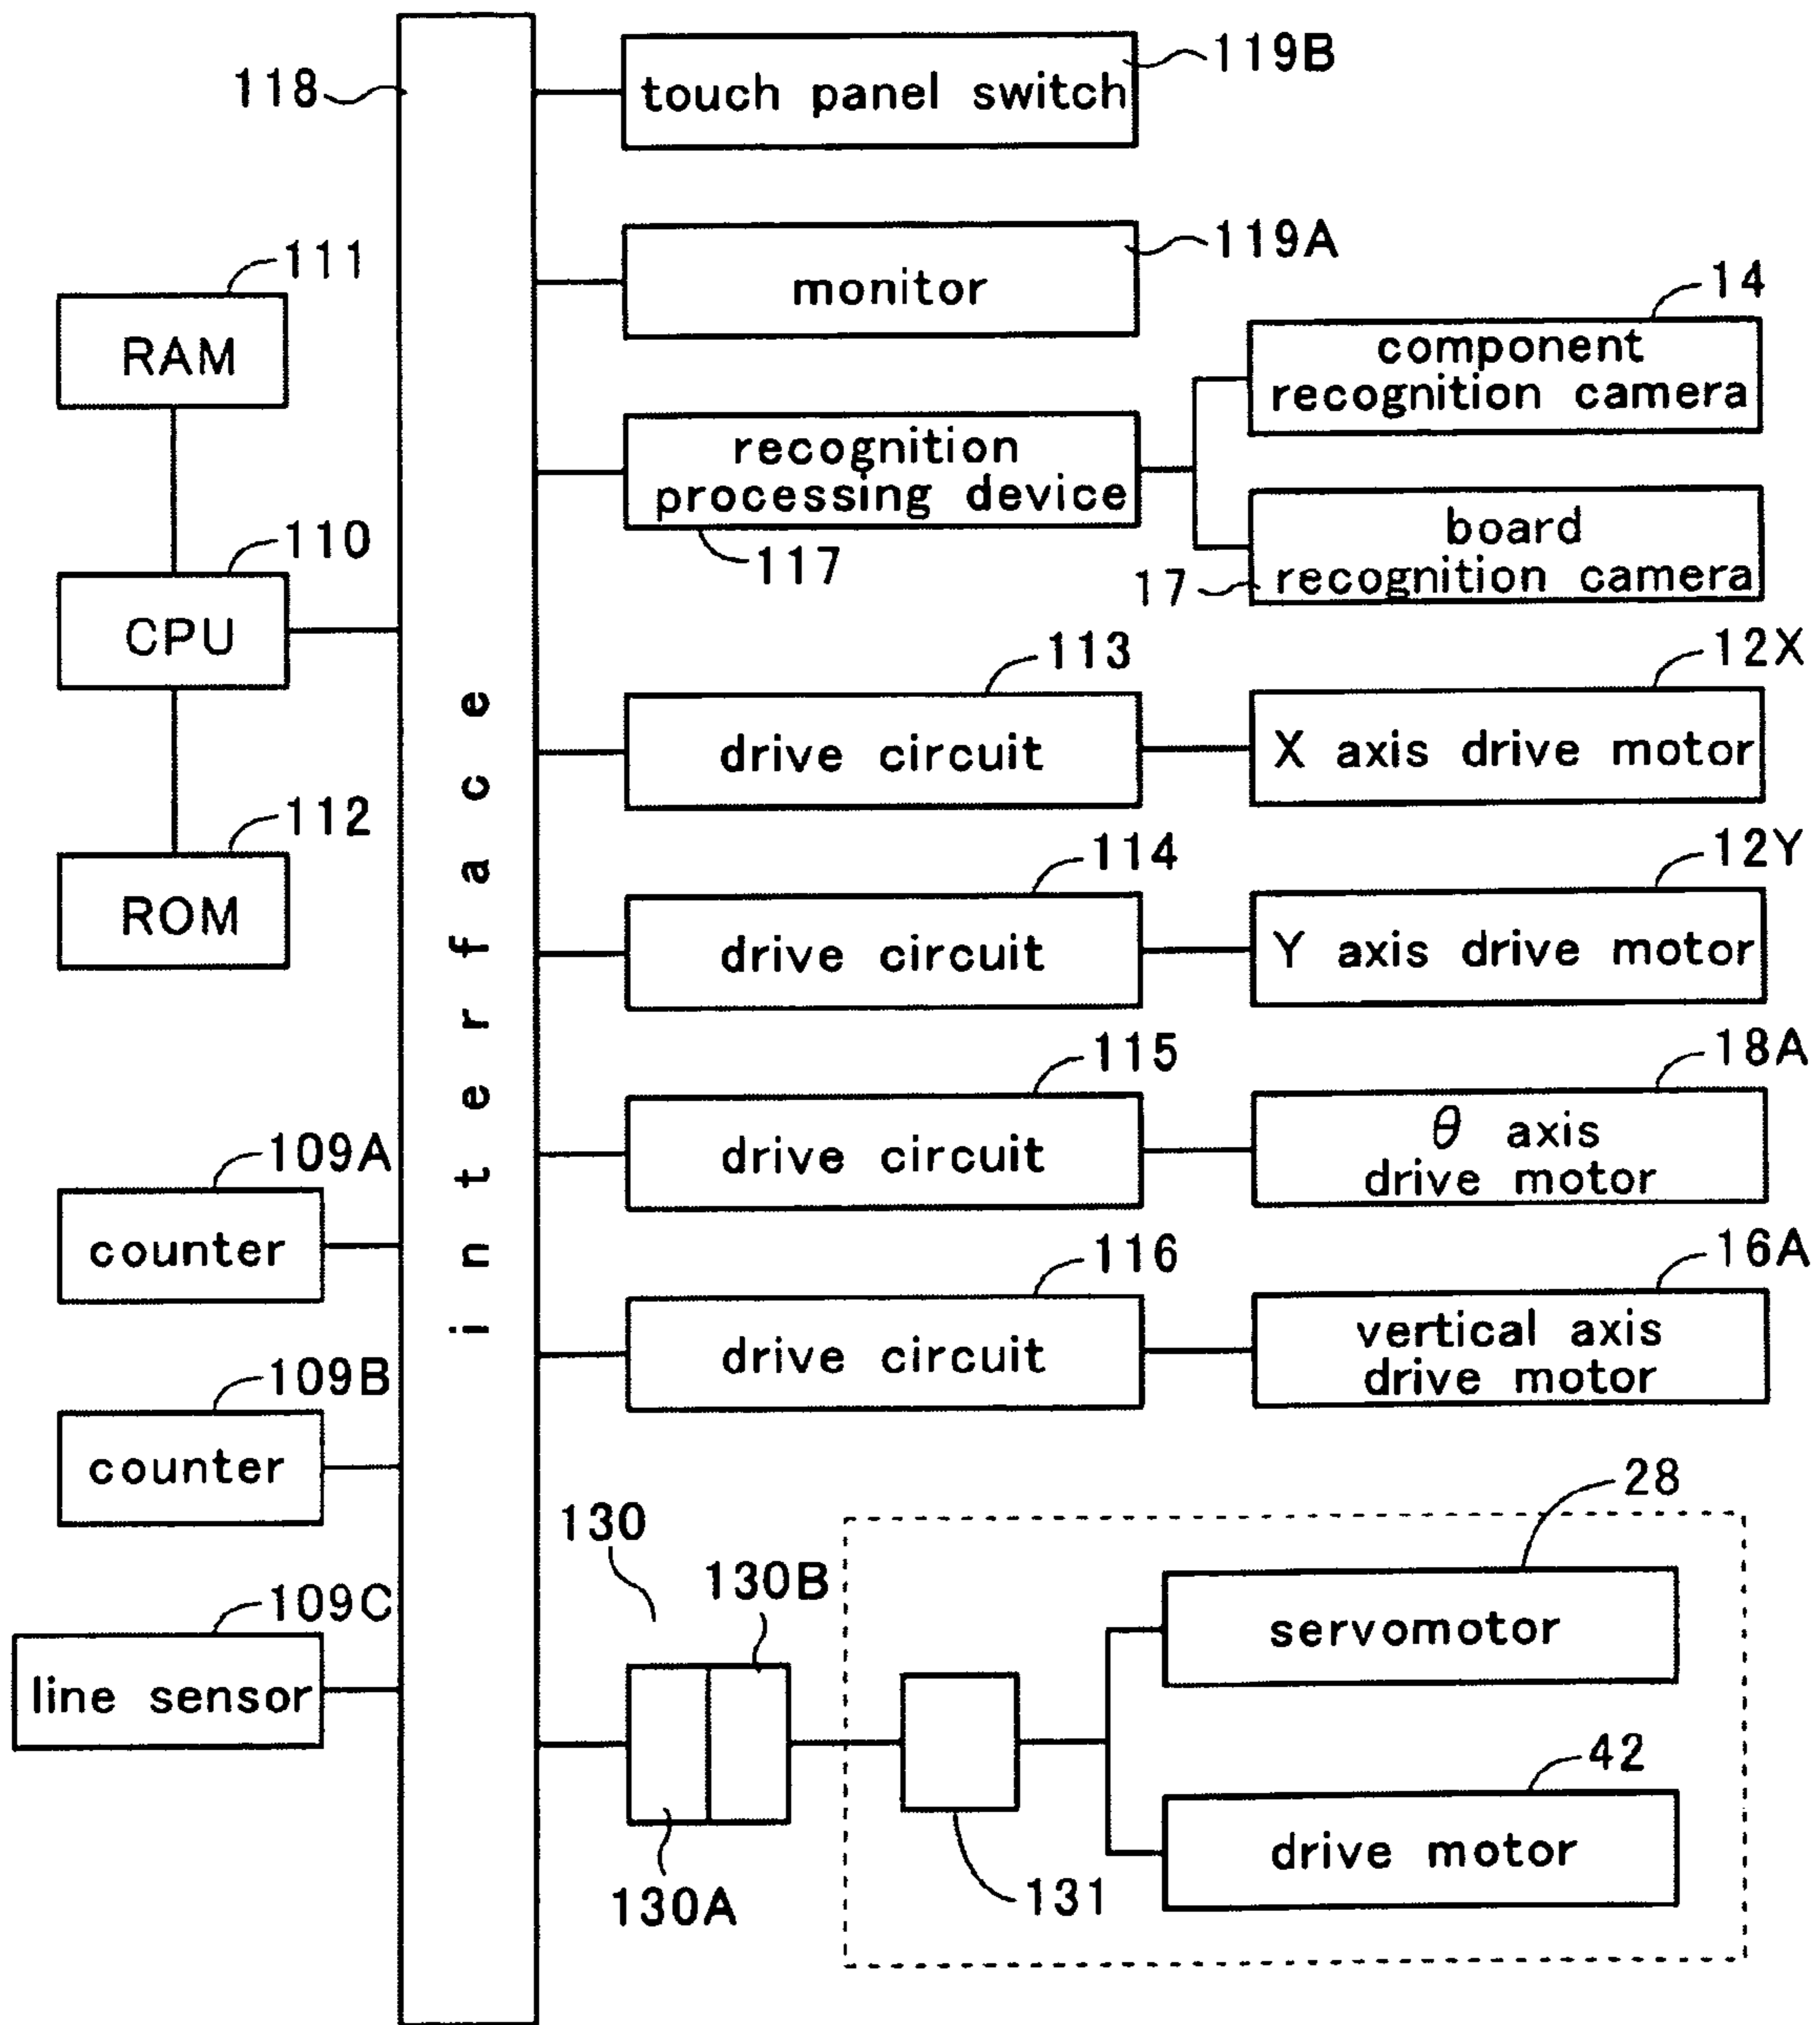 118
119B
touch panel switch
119A
monitor
111
RAM
14
component
recognition camera
recognition
processing device
117
board
recognition camera
17
110
CPU
113
drive circuit
12X
X axis drive motor
112
ROM
114
drive circuit
12Y
Y axis drive motor
interface
115
drive circuit
18A
θ axis
drive motor
109A
counter
116
drive circuit
16A
vertical axis
drive motor
109B
counter
109C
line sensor
130
130B
130A
131
28
servomotor
42
drive motor